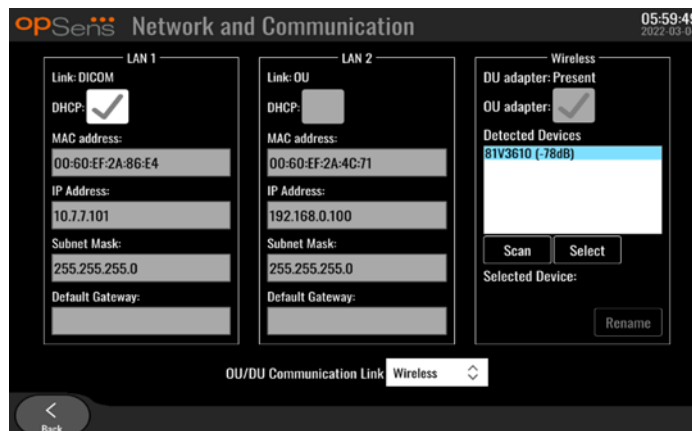 opSens Network and Communication
05:59:49
2022-03-0
LAN 1
Link: DICOM
DHCP:
MAC address:
00:60:EF:2A:86:E4
IP Address:
10.7.7.101
Subnet Mask:
255.255.255.0
Default Gateway:
LAN 2
Link: OU
DHCP:
MAC address:
00:60:EF:2A:4C:71
IP Address:
192.168.0.100
Subnet Mask:
255.255.255.0
Default Gateway:
Wireless
DU adapter: Present
OU adapter:
Detected Devices
81V3610 (-78dB)
Scan Select
Selected Device:
Rename
OU/DU Communication Link Wireless
Back